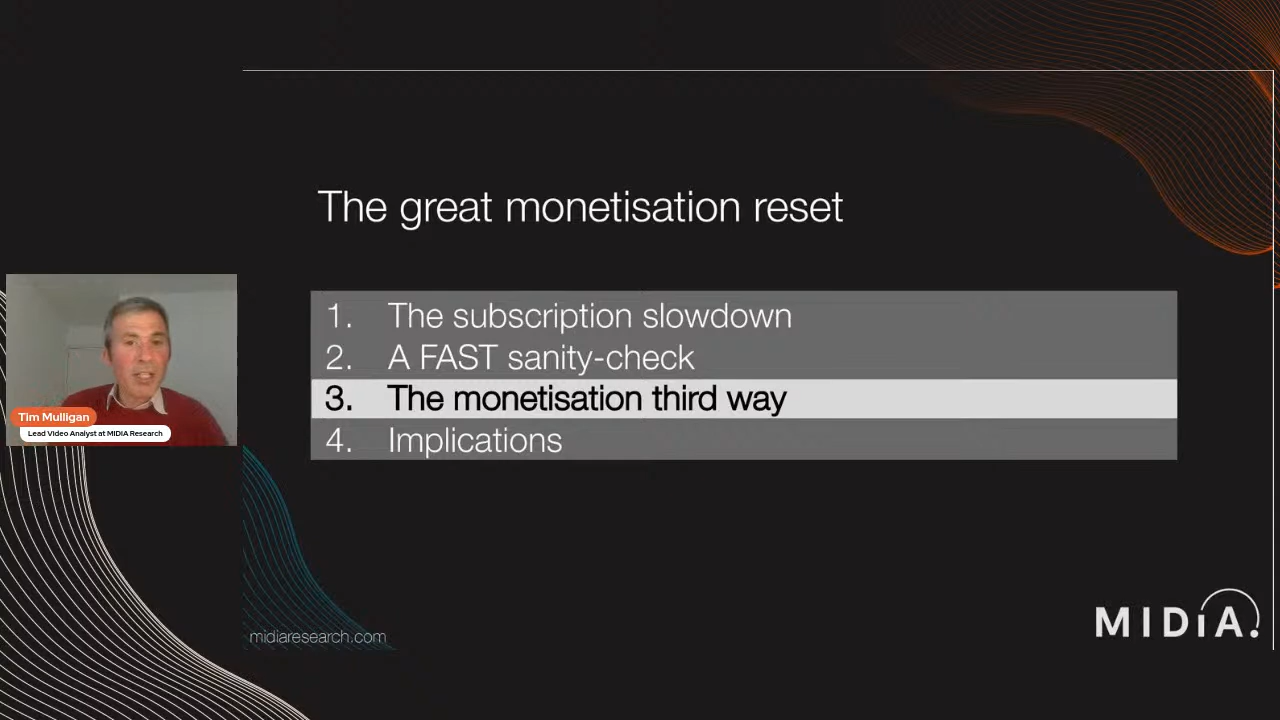 The great monetisation reset
1. The subscription slowdown
2. A FAST sanity-check
3. The monetisation third way
4. Implications
Tim Mulligan
Lead Video Analyst at MIDIA Research
midiaresearch.com
MIDiA.